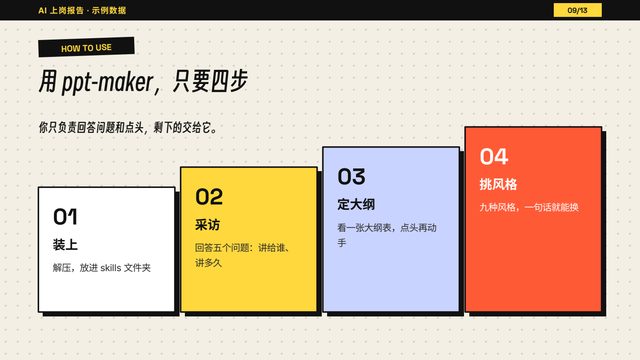 AI 上岗报告 · 示例数据
09/13
HOW TO USE
用 ppt-maker，只要四步
你只负责回答问题和点头，剩下的交给它。
01
装上
解压，放进 skills 文件夹
02
采访
回答五个问题：讲给谁、
讲多久
03
定大纲
看一张大纲表，点头再动
手
04
挑风格
九种风格，一句话就能换